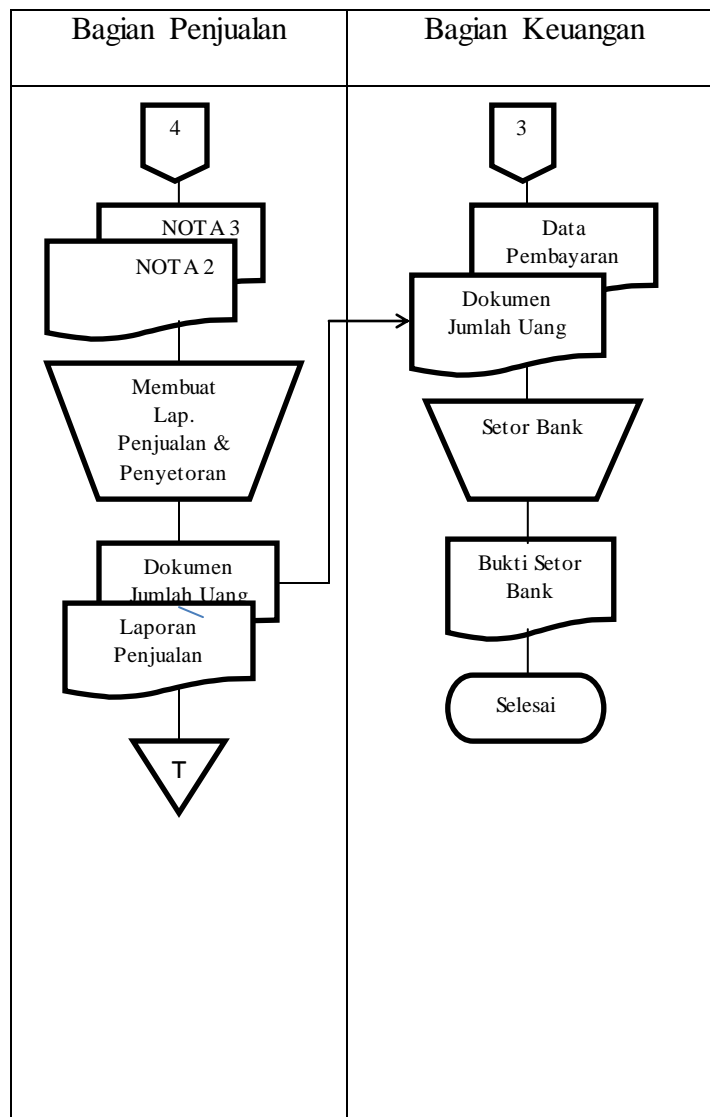 Bagian Penjualan
Bagian Keuangan
4
NOTA 3
NOTA 2
Membuat
Lap.
Penjualan &
Penyetoran
Dokumen
Jumlah Uang
Laporan
Penjualan
T
3
Data
Pembayaran
Dokumen
Jumlah Uang
Setor Bank
Bukti Setor
Bank
Selesai